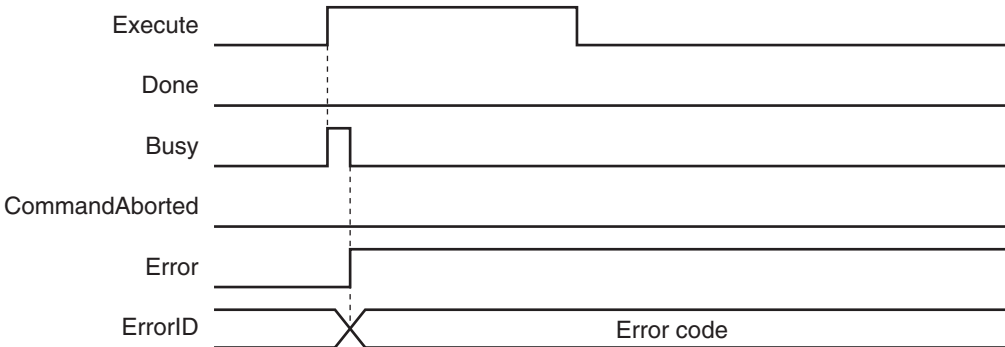 Execute
Done
Busy
CommandAborted
Error
ErrorID
Error code